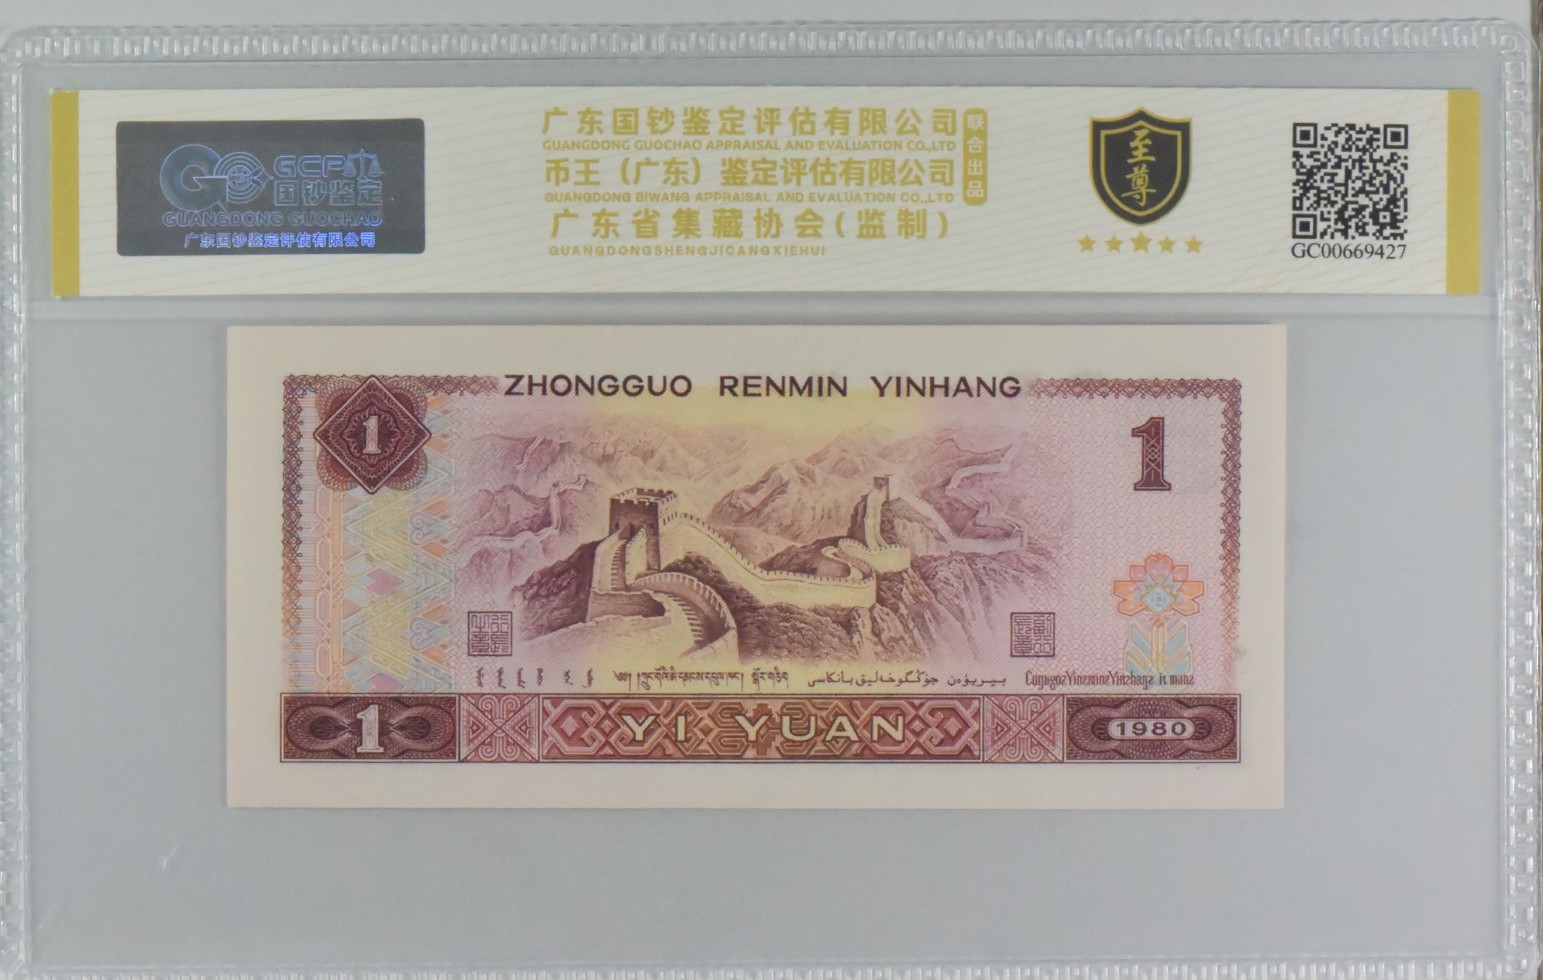 GCP
国钞鉴定
GUANGDONG GUOCHAO
广东国钞鉴定评估有限公司
广东国钞鉴定评估有限公司
GUANGDONG GUOCHAO APPRAISAL AND EVALUATION CO.,LTD
币王（广东）鉴定评估有限公司
GUANGDONG BIWANG APPRAISAL AND EVALUATION CO.,LTD
联合出品
广东省集藏协会(监制)
GUANGDONGSHENGJICANGXIEHUI
至尊
GC00669427
ZHONGGUO RENMIN YINHANG
1
1
བོད་ལྗོངས
1
YI YUAN
1980